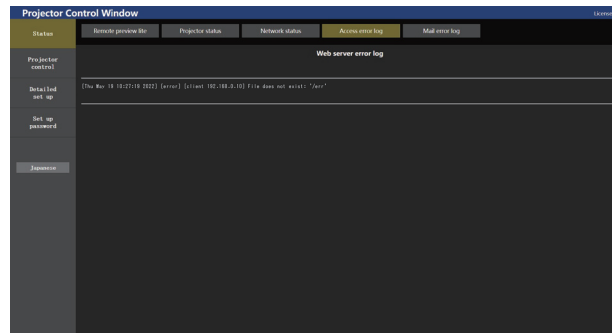 Projector Control Window
License
Status
Remote preview lite
Projector status
Network status
Access error log
Mail error log
Web server error log
Projector
control
[Thu May 19 10:27:19 2022] [error] [client 192.168.0.10] File does not exist: '/err'
Detailed
set up
Set up
password
Japanese